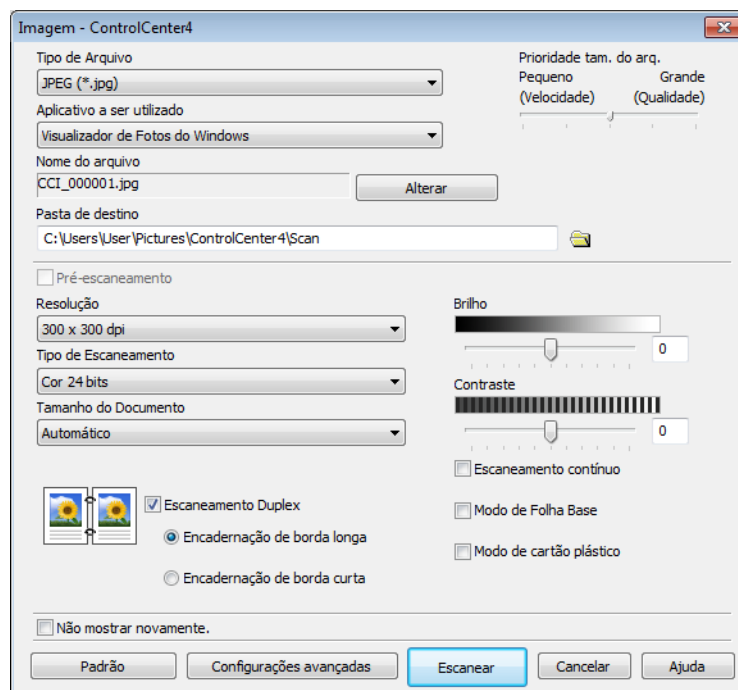 Imagem - ControlCenter4
Tipo de Arquivo
JPEG (*.jpg)
Aplicativo a ser utilizado
Visualizador de Fotos do Windows
Nome do arquivo
CCI_000001.jpg
Alterar
Pasta de destino
C:\Users\User\Pictures\ControlCenter4\Scan
Prioridade tam. do arq.
Pequeno Grande
(Velocidade) (Qualidade)
Pré-escaneamento
Resolução
300 x 300 dpi
Tipo de Escaneamento
Cor 24 bits
Tamanho do Documento
Automático
Brilho
0
Contraste
0
Escaneamento contínuo
Modo de Folha Base
Modo de cartão plástico
Escaneamento Duplex
Encadernação de borda longa
Encadernação de borda curta
Não mostrar novamente.
Padrão Configurações avançadas Escanear Cancelar Ajuda